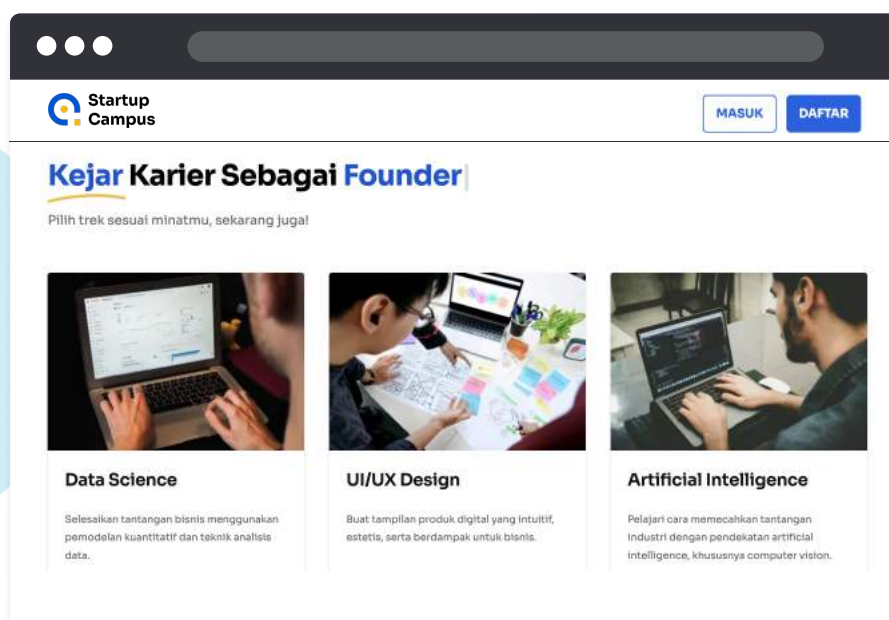 Startup
Campus
MASUK
DAFTAR
Kejar Karier Sebagai Founder
Pilih trek sesuai minatmu, sekarang juga!
Data Science
Selesaikan tantangan bisnis menggunakan
pemodelan kuantitatif dan teknik analisis
data.
UI/UX Design
Buat tampilan produk digital yang intuitif,
estetis, serta berdampak untuk bisnis.
Artificial Intelligence
Pelajari cara memecahkan tantangan
industri dengan pendekatan artificial
intelligence, khususnya computer vision.